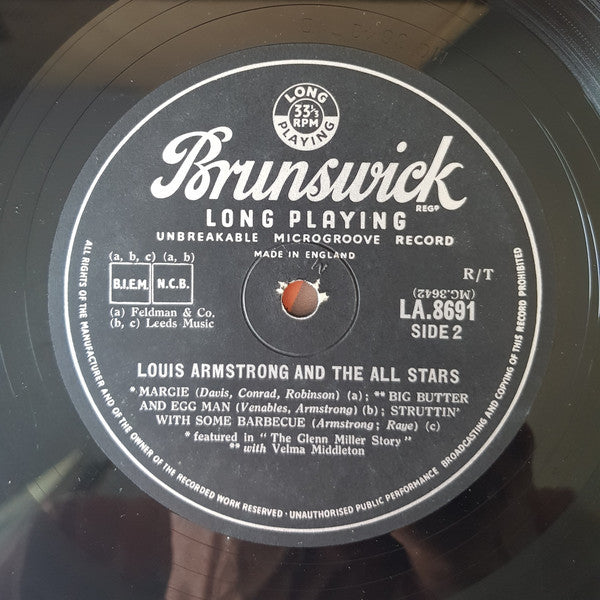 LONG
33⅓
RPM
PLAYING
Brunswick
REGD
LONG PLAYING
UNBREAKABLE MICROGROOVE RECORD
MADE IN ENGLAND
(a, b, c) (a, b)
B.I.E.M. N.C.B.
(a) Feldman & Co.
(b, c) Leeds Music
R/T
(MG.3642)
LA.8691
SIDE 2
LOUIS ARMSTRONG AND THE ALL STARS
* MARGIE (Davis, Conrad, Robinson) (a); ** BIG BUTTER
AND EGG MAN (Venables, Armstrong) (b); STRUTTIN'
WITH SOME BARBECUE (Armstrong; Raye) (c)
* featured in "The Glenn Miller Story"
** with Velma Middleton
ALL RIGHTS OF THE MANUFACTURER AND OF THE OWNER OF THE RECORDED WORK RESERVED · UNAUTHORISED PUBLIC PERFORMANCE BROADCASTING AND COPYING OF THIS RECORD PROHIBITED